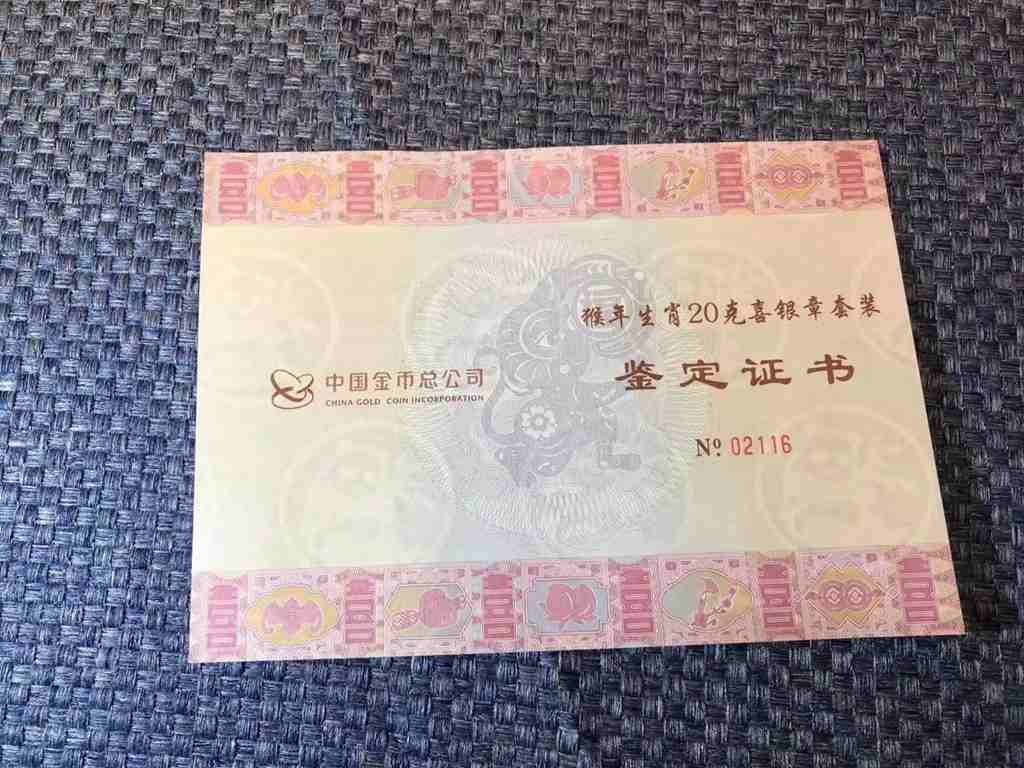 猴年生肖20克喜银章套装
中国金币总公司
CHINA GOLD COIN INCORPORATION
鉴定证书
№ 02116